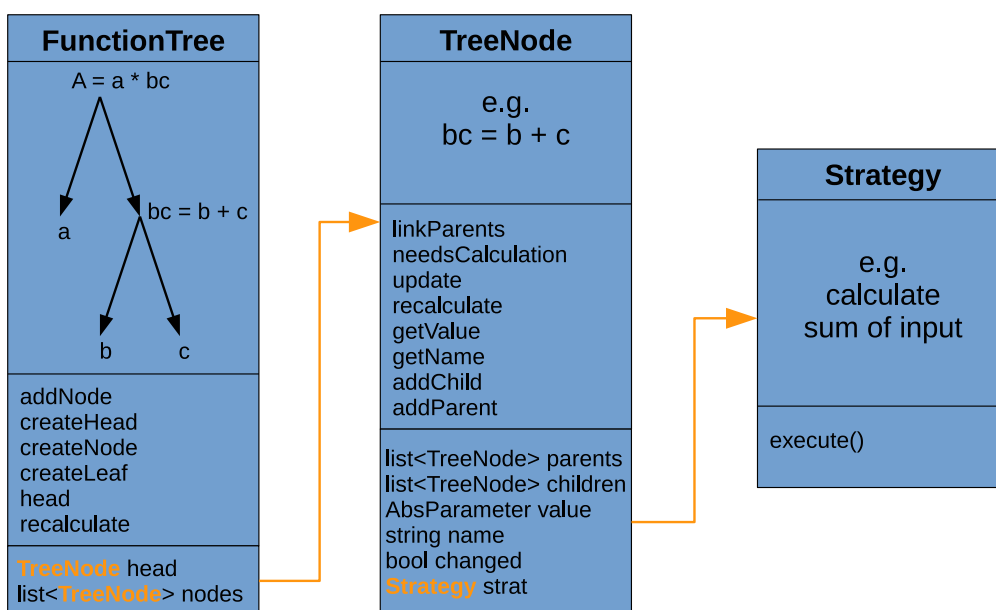 FunctionTree
A = a * bc
a
bc = b + c
b
c
addNode
createHead
createNode
createLeaf
head
recalculate
TreeNode head
list<TreeNode> nodes
TreeNode
e.g.
bc = b + c
linkParents
needsCalculation
update
recalculate
getValue
getName
addChild
addParent
list<TreeNode> parents
list<TreeNode> children
AbsParameter value
string name
bool changed
Strategy strat
Strategy
e.g.
calculate
sum of input
execute()